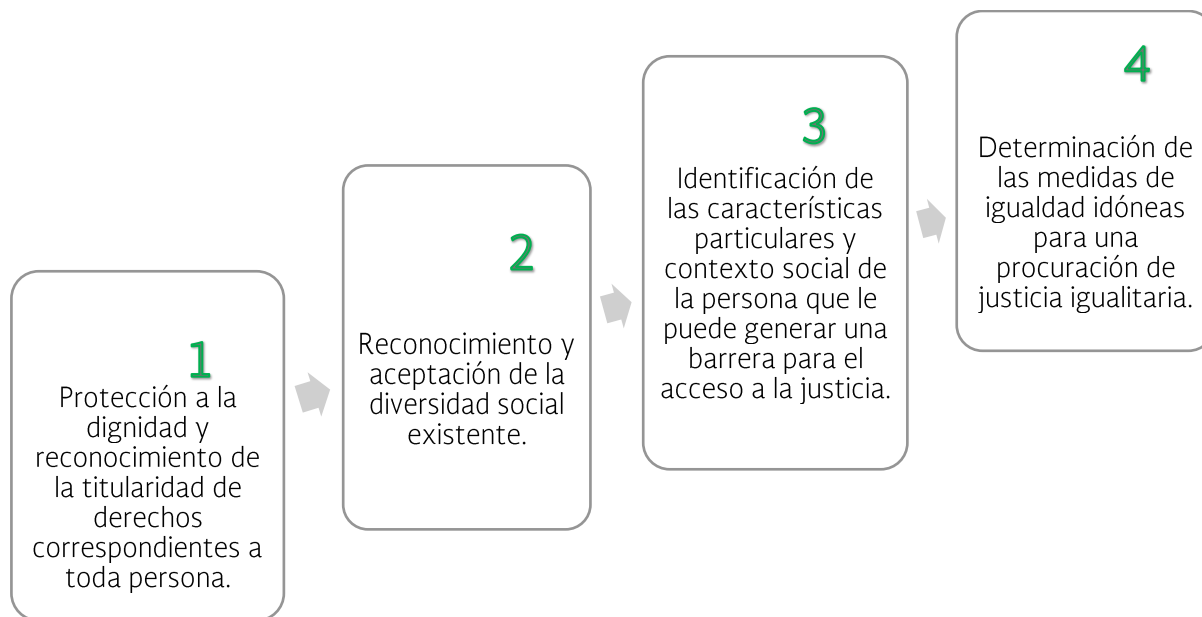 1
Protección a la
dignidad y
reconocimiento de
la titularidad de
derechos
correspondientes a
toda persona.
2
Reconocimiento y
aceptación de la
diversidad social
existente.
3
Identificación de
las características
particulares y
contexto social de
la persona que le
puede generar una
barrera para el
acceso a la justicia.
4
Determinación de
las medidas de
igualdad idóneas
para una
procuración de
justicia igualitaria.